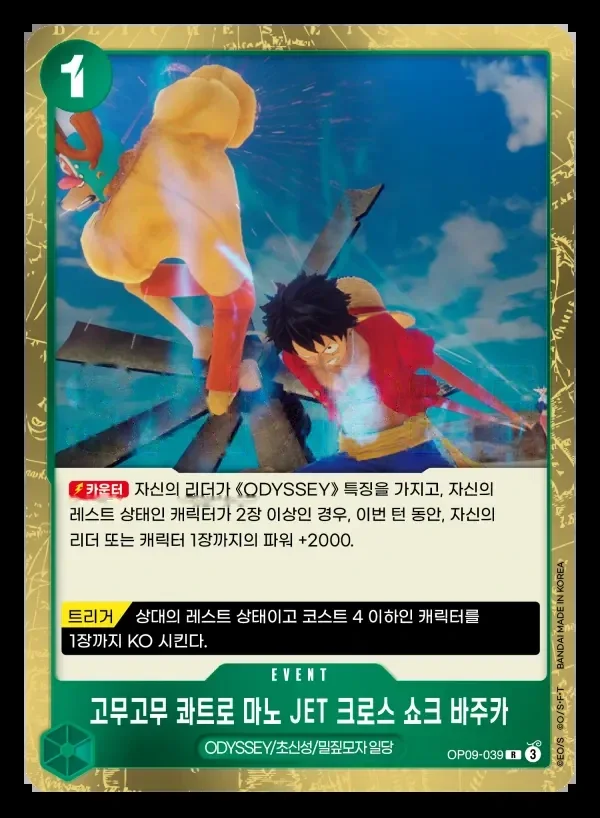 1
카운터 자신의 리더가 《ODYSSEY》 특징을 가지고, 자신의
레스트 상태인 캐릭터가 2장 이상인 경우, 이번 턴 동안, 자신의
리더 또는 캐릭터 1장까지의 파워 +2000.
트리거 상대의 레스트 상태이고 코스트 4 이하인 캐릭터를
1장까지 KO 시킨다.
EVENT
고무고무 콰트로 마노 JET 크로스 쇼크 바주카
ODYSSEY/초신성/밀짚모자 일당
OP09-039 R 3
©EO/S ©O/S·F·T BANDAI MADE IN KOREA